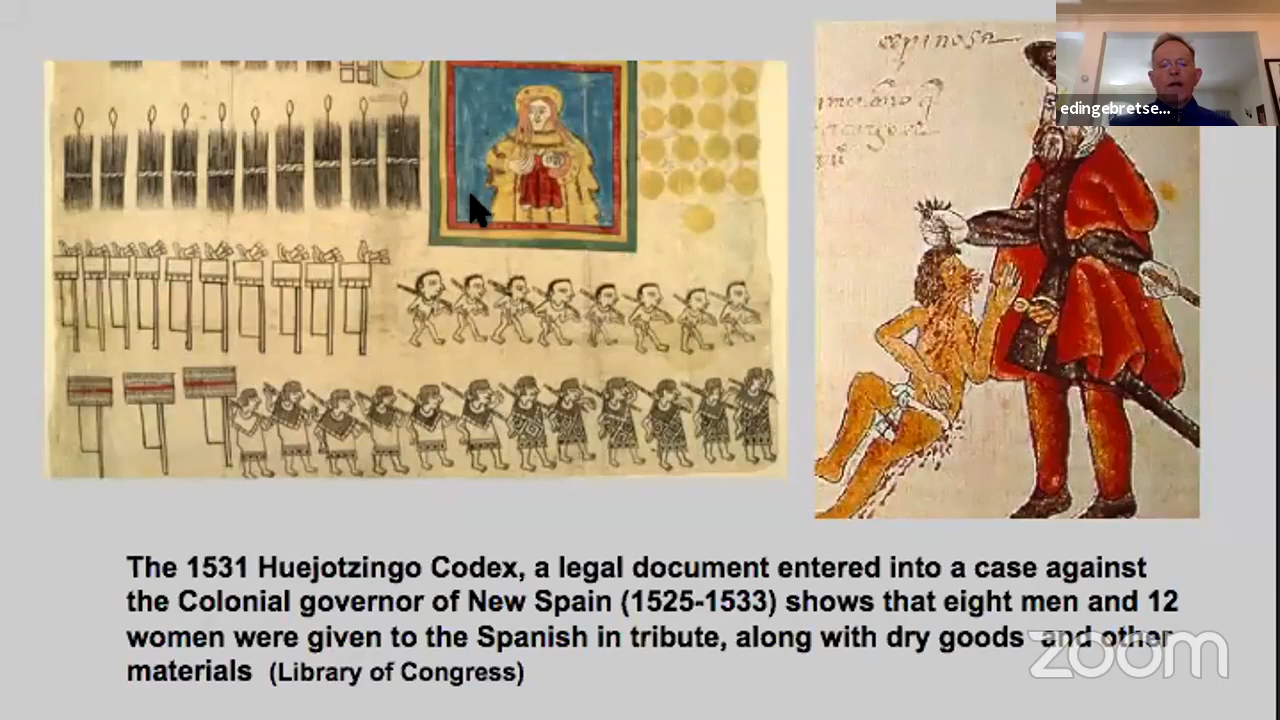 espinosa
edingebretse...
The 1531 Huejotzingo Codex, a legal document entered into a case against
the Colonial governor of New Spain (1525-1533) shows that eight men and 12
women were given to the Spanish in tribute, along with dry goods and other
materials (Library of Congress)
zoom